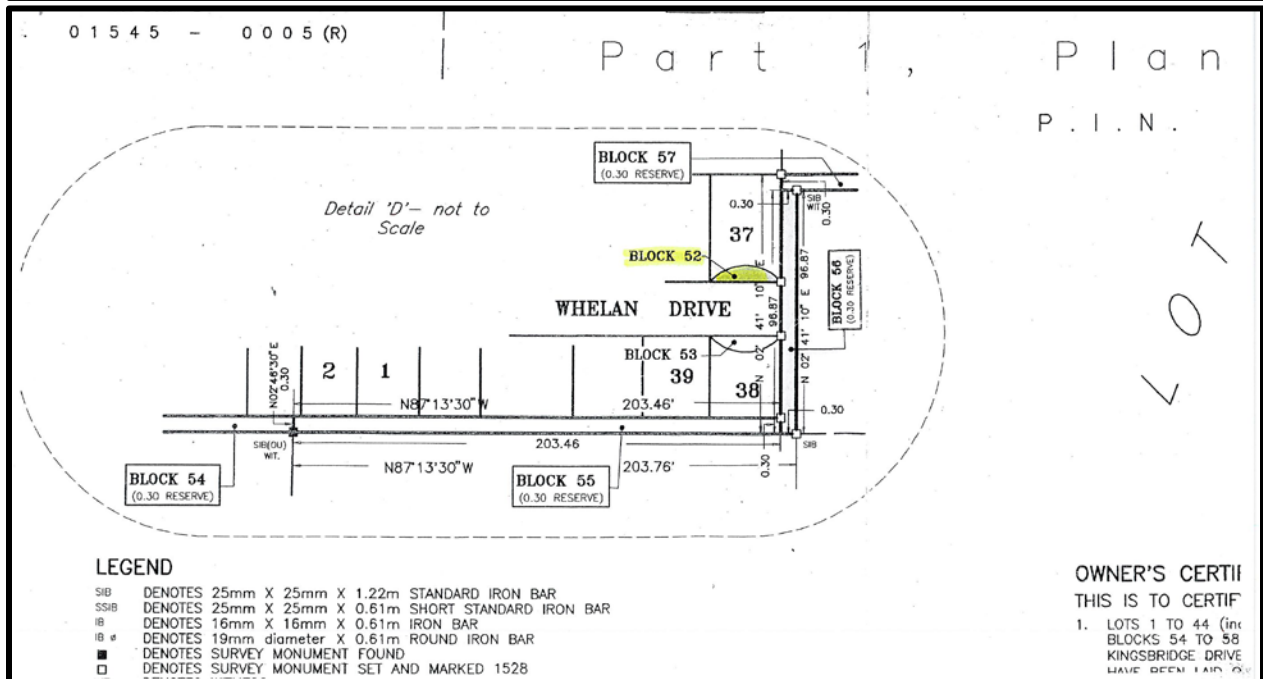 01545 - 0005(R)
Part 1, Plan
P.I.N.
BLOCK 57
(0.30 RESERVE)
Detail 'D'- not to
Scale
0.30
SIB
WIT.
0.30
37
BLOCK 52
N 02° 41' 10" E
96.87
N 02° 41' 10" E 96.87
BLOCK 56
(0.30 RESERVE)
LOT
WHELAN DRIVE
BLOCK 53
N02°46'30"E
0.30
2
1
39
38
N87°13'30"W
203.46'
0.30
SIB(OU)
WIT.
203.46
0.30
SIB
N87°13'30"W
203.76'
BLOCK 54
(0.30 RESERVE)
BLOCK 55
(0.30 RESERVE)
LEGEND
SIB DENOTES 25mm X 25mm X 1.22m STANDARD IRON BAR
SSIB DENOTES 25mm X 25mm X 0.61m SHORT STANDARD IRON BAR
IB DENOTES 16mm X 16mm X 0.61m IRON BAR
IB ø DENOTES 19mm diameter X 0.61m ROUND IRON BAR
■ DENOTES SURVEY MONUMENT FOUND
□ DENOTES SURVEY MONUMENT SET AND MARKED 1528
OWNER'S CERTIF
THIS IS TO CERTIF
1. LOTS 1 TO 44 (inc
BLOCKS 54 TO 58
KINGSBRIDGE DRIVE
HAVE BEEN LAID